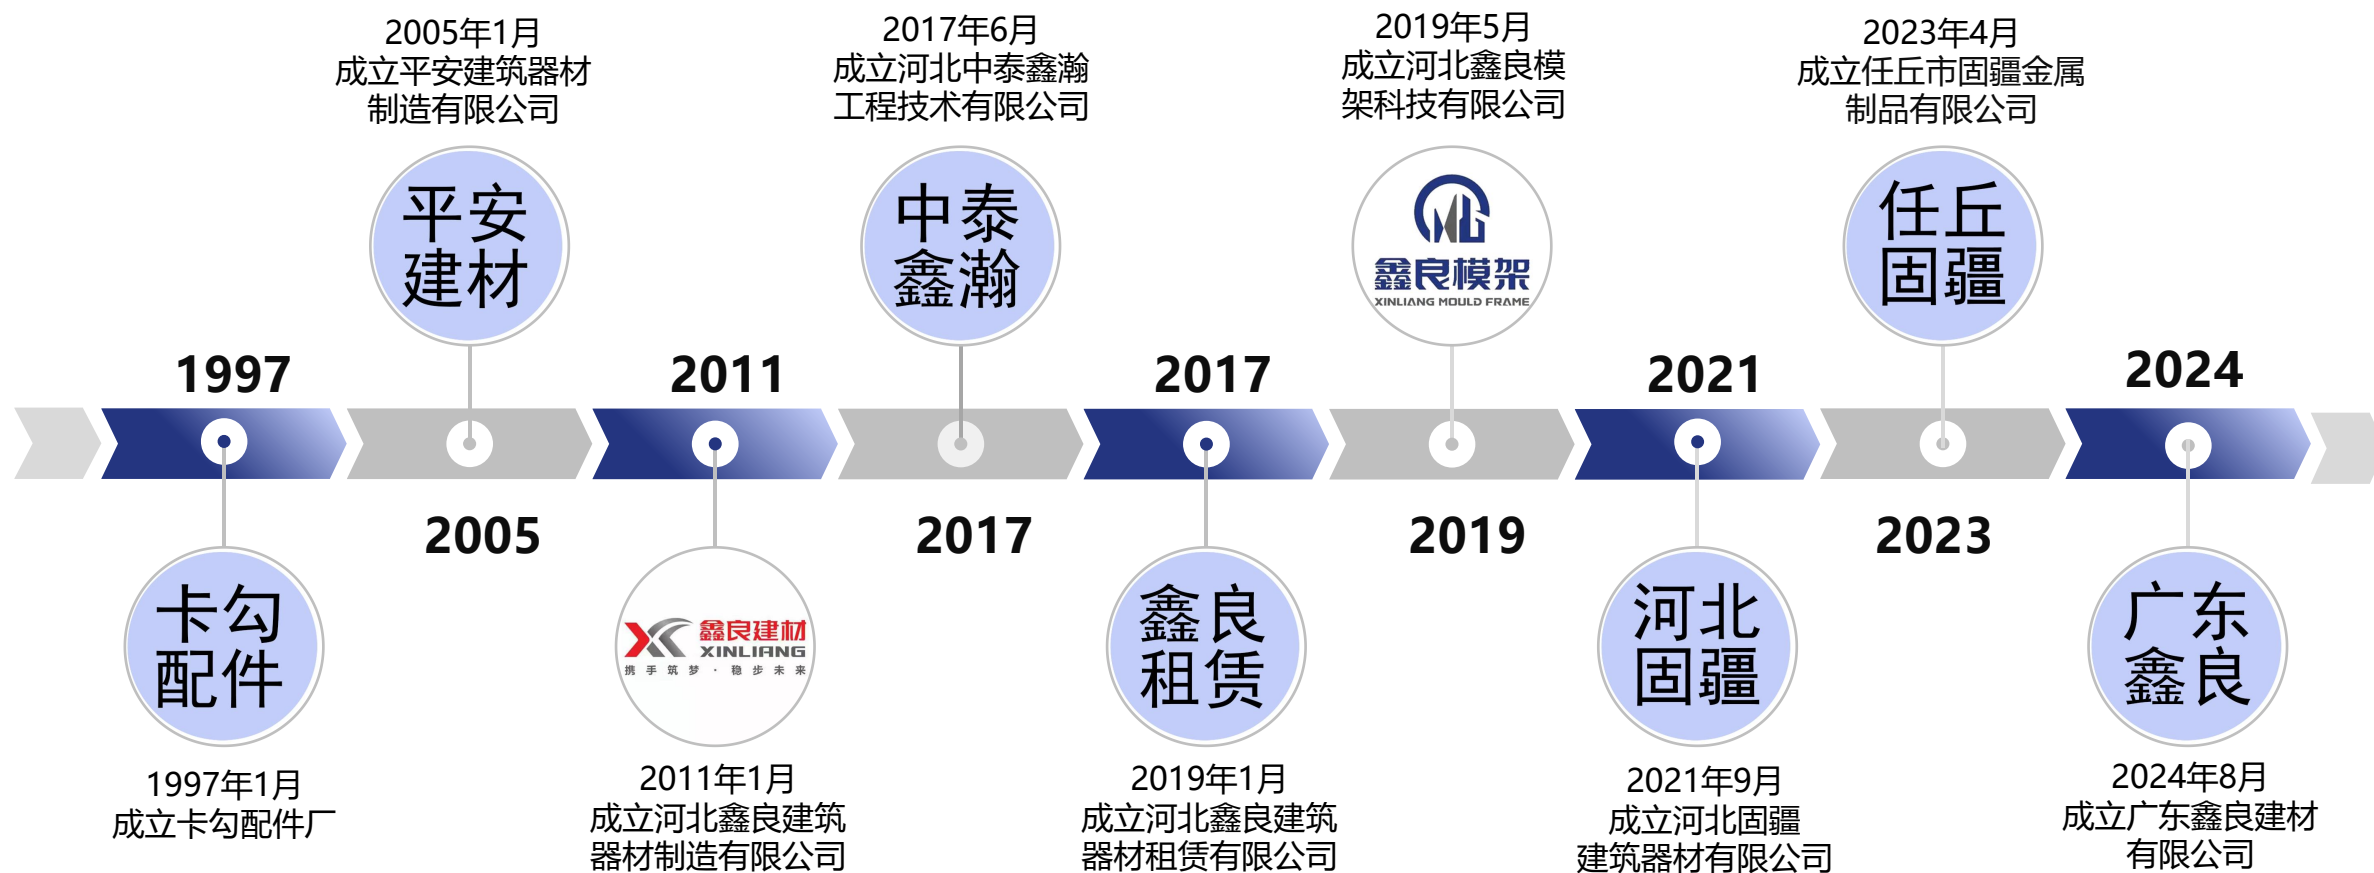 2005年1月
成立平安建筑器材
制造有限公司
2017年6月
成立河北中泰鑫瀚
工程技术有限公司
2019年5月
成立河北鑫良模
架科技有限公司
2023年4月
成立任丘市固疆金属
制品有限公司
平安
建材
中泰
鑫瀚
鑫良模架
XINLIANG MOULD FRAME
任丘
固疆
1997
2011
2017
2021
2024
2005
2017
2019
2023
卡勾
配件
鑫良建材
XINLIANG
携手筑梦·稳步未来
鑫良
租赁
河北
固疆
广东
鑫良
1997年1月
成立卡勾配件厂
2011年1月
成立河北鑫良建筑
器材制造有限公司
2019年1月
成立河北鑫良建筑
器材租赁有限公司
2021年9月
成立河北固疆
建筑器材有限公司
2024年8月
成立广东鑫良建材
有限公司